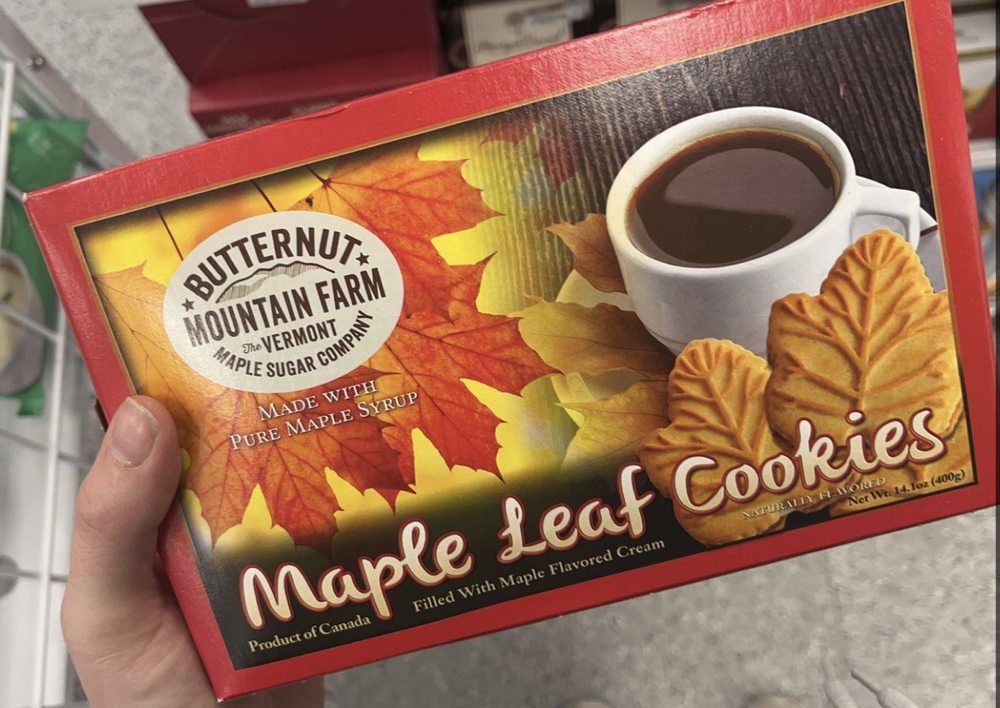 BUTTERNUT
MOUNTAIN FARM
The VERMONT
MAPLE SUGAR COMPANY
MADE WITH
PURE MAPLE SYRUP
Maple Leaf Cookies
NATURALLY FLAVORED
Net Wt. 14.1oz (400g)
Filled With Maple Flavored Cream
Product of Canada